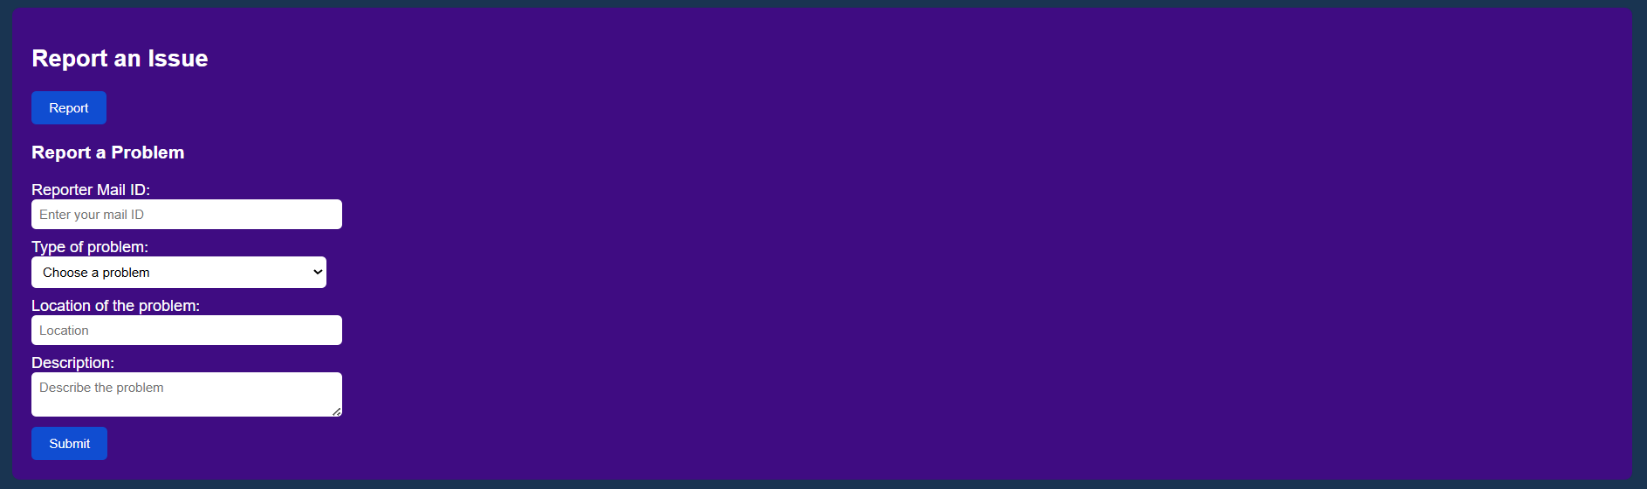 Report an Issue
Report
Report a Problem
Reporter Mail ID:
Enter your mail ID
Type of problem:
Choose a problem
Location of the problem:
Location
Description:
Describe the problem
Submit